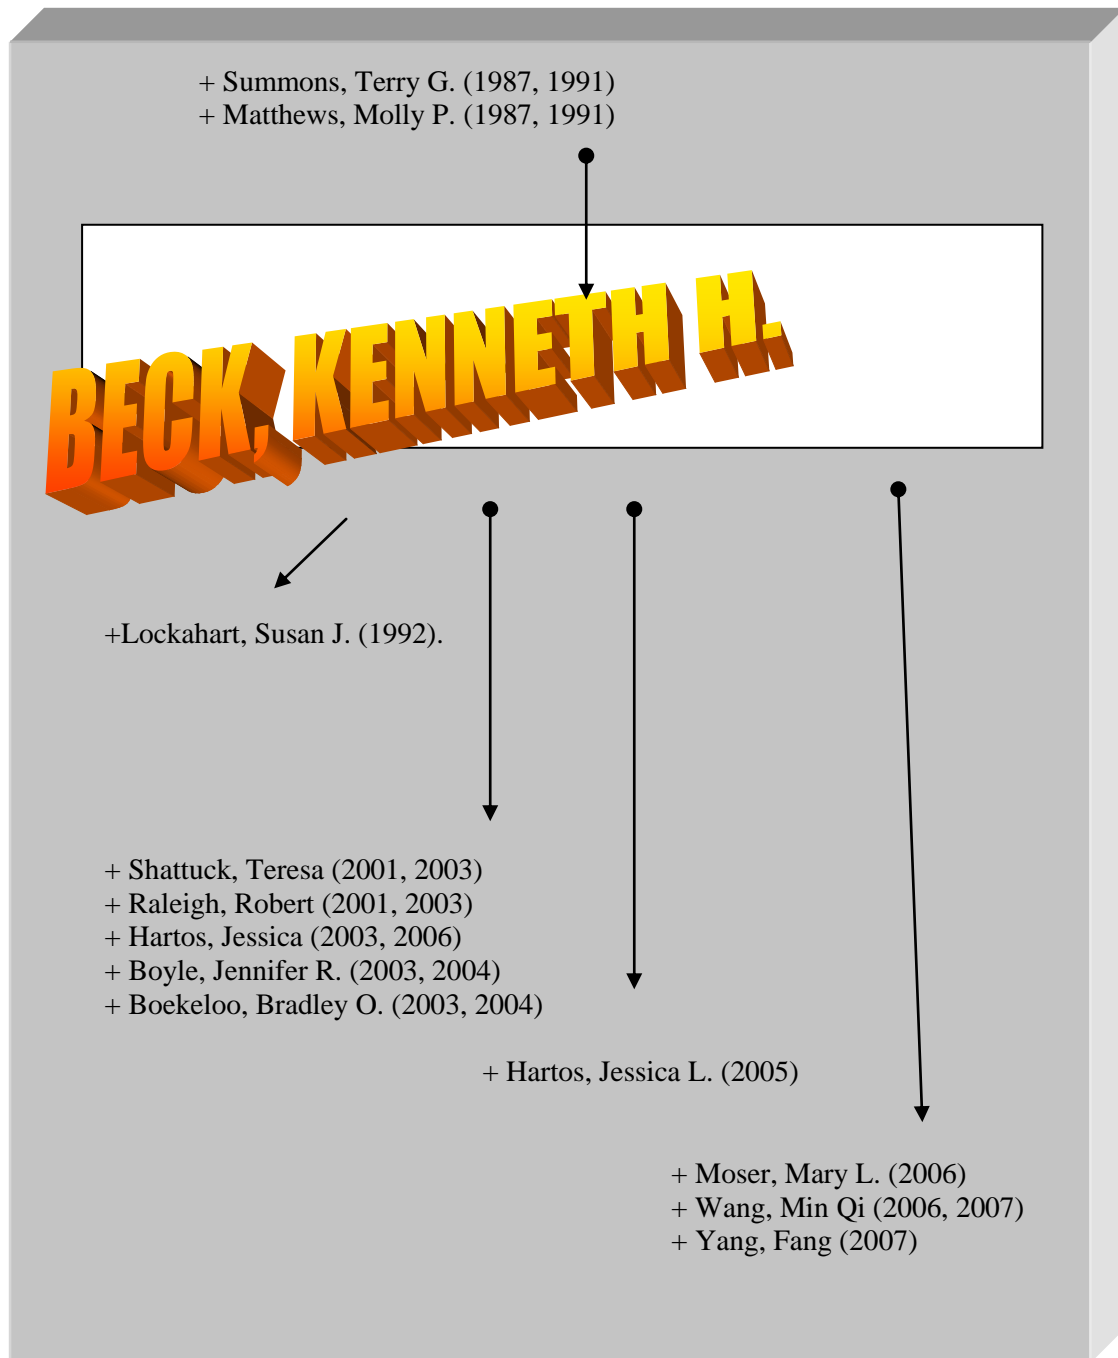 + Summons, Terry G. (1987, 1991)
+ Matthews, Molly P. (1987, 1991)
BECK, KENNETH H.
+Lockahart, Susan J. (1992).
+ Shattuck, Teresa (2001, 2003)
+ Raleigh, Robert (2001, 2003)
+ Hartos, Jessica (2003, 2006)
+ Boyle, Jennifer R. (2003, 2004)
+ Boekeloo, Bradley O. (2003, 2004)
+ Hartos, Jessica L. (2005)
+ Moser, Mary L. (2006)
+ Wang, Min Qi (2006, 2007)
+ Yang, Fang (2007)